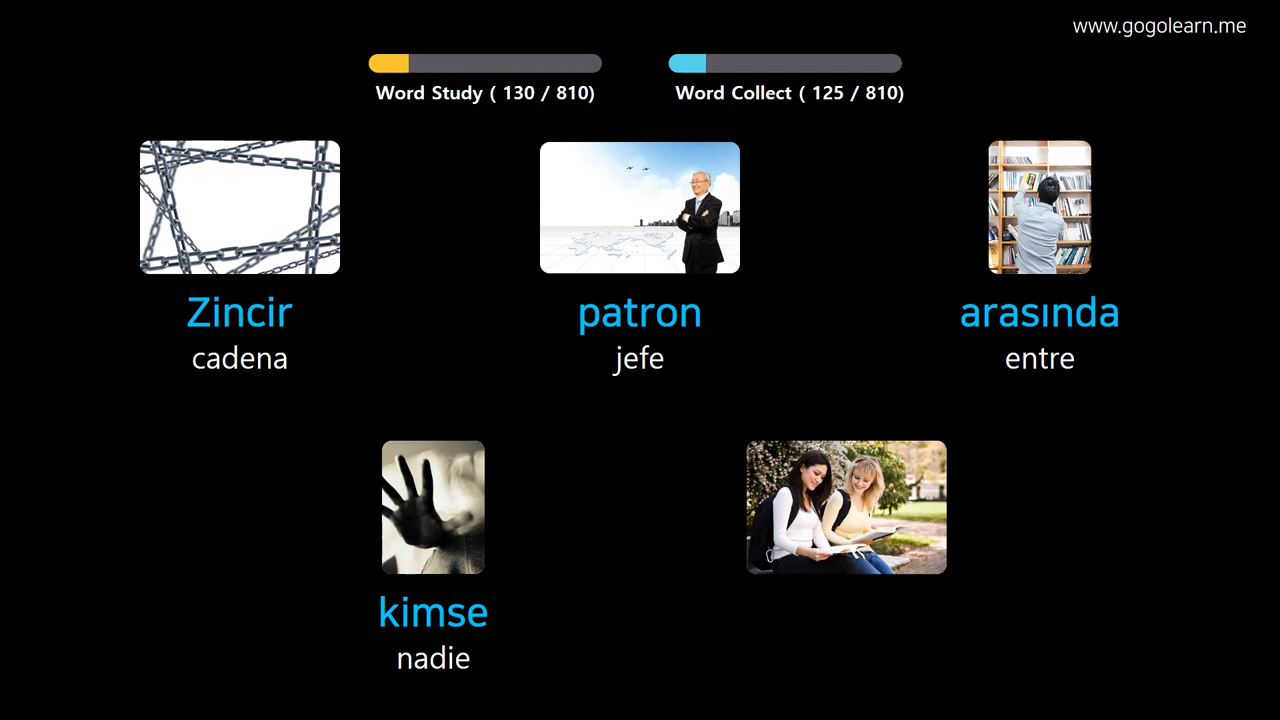 www.gogolearn.me
Word Study ( 130 / 810)
Word Collect ( 125 / 810)
Zincir
cadena
patron
jefe
arasında
entre
kimse
nadie